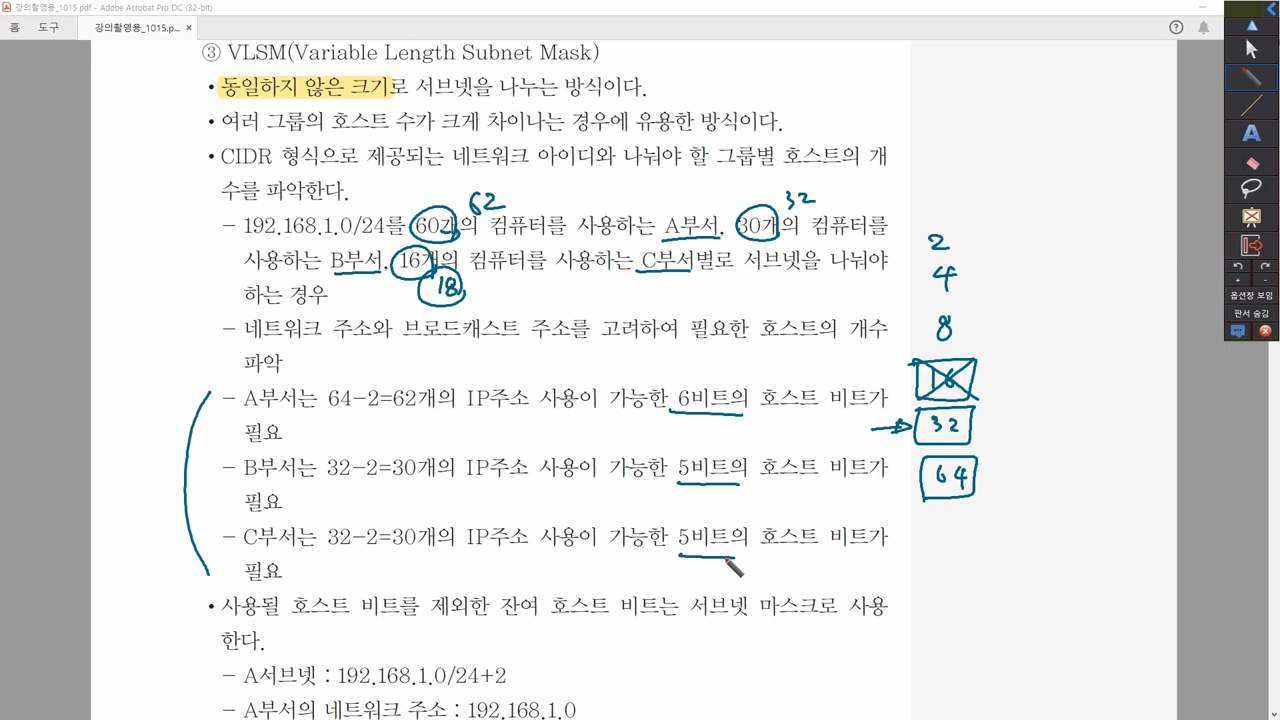 강의촬영용_1015.pdf - Adobe Acrobat Pro DC (32-bit)
홈 도구 강의촬영용_1015.p... ×
③ VLSM(Variable Length Subnet Mask)
• 동일하지 않은 크기로 서브넷을 나누는 방식이다.
• 여러 그룹의 호스트 수가 크게 차이나는 경우에 유용한 방식이다.
• CIDR 형식으로 제공되는 네트워크 아이디와 나눠야 할 그룹별 호스트의 개
수를 파악한다.
62 32
– 192.168.1.0/24를 60개의 컴퓨터를 사용하는 A부서, 30개의 컴퓨터를
사용하는 B부서, 16개의 컴퓨터를 사용하는 C부서별로 서브넷을 나눠야
하는 경우
18
– 네트워크 주소와 브로드캐스트 주소를 고려하여 필요한 호스트의 개수
파악
– A부서는 64-2=62개의 IP주소 사용이 가능한 6비트의 호스트 비트가
필요
– B부서는 32-2=30개의 IP주소 사용이 가능한 5비트의 호스트 비트가
필요
– C부서는 32-2=30개의 IP주소 사용이 가능한 5비트의 호스트 비트가
필요
• 사용될 호스트 비트를 제외한 잔여 호스트 비트는 서브넷 마스크로 사용
한다.
– A서브넷 : 192.168.1.0/24+2
– A부서의 네트워크 주소 : 192.168.1.0
2
4
8
16
32
64
A
옵션장 보임
판서 숨김